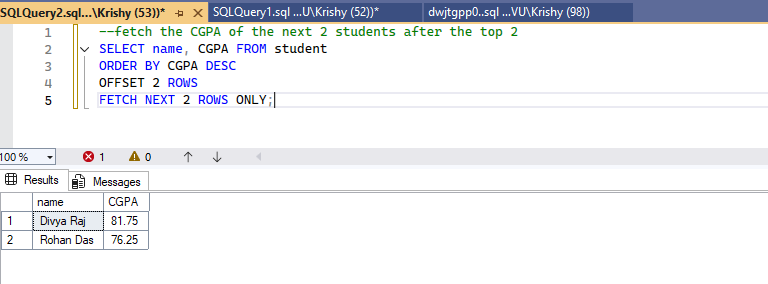 SQLQuery2.sql...\Krishy (53))* SQLQuery1.sql ...U\Krishy (52))* dwjtgpp0..sql ...VU\Krishy (98))
1 --fetch the CGPA of the next 2 students after the top 2
2 SELECT name, CGPA FROM student
3 ORDER BY CGPA DESC
4 OFFSET 2 ROWS
5 FETCH NEXT 2 ROWS ONLY;
100 % 1 0
Results Messages
name CGPA
1 Divya Raj 81.75
2 Rohan Das 76.25